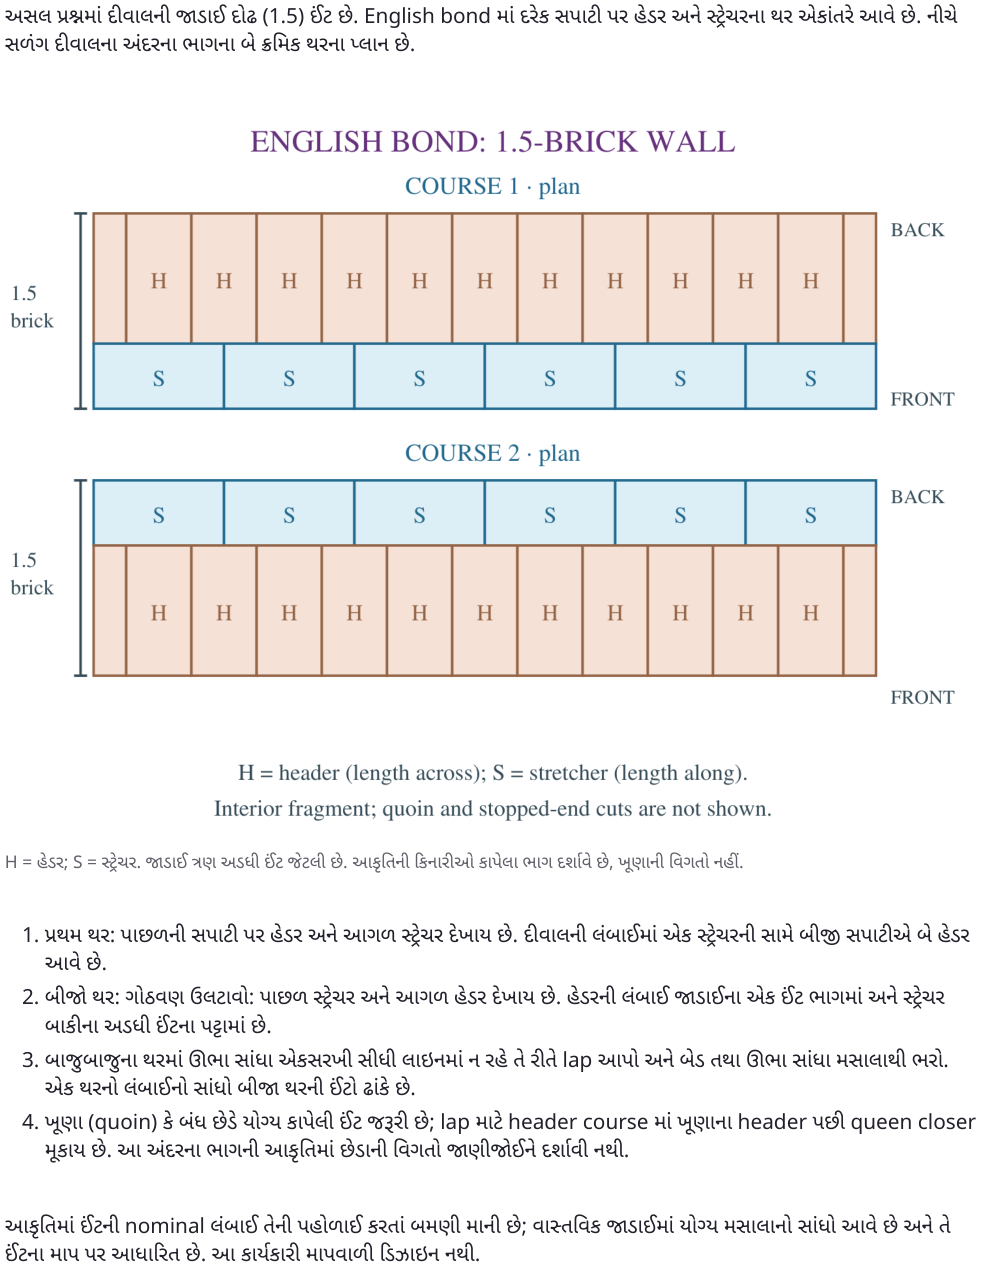 અસલ પ્રશ્નમાં દીવાલની જાડાઈ દોઢ (1.5) ઈંટ છે. English bond માં દરેક સપાટી પર હેડર અને સ્ટ્રેચરના થર એકાંતરે આવે છે. નીચે
સળંગ દીવાલના અંદરના ભાગના બે ક્રમિક થરના પ્લાન છે.
ENGLISH BOND: 1.5-BRICK WALL
COURSE 1 · plan
BACK
H H H H H H H H H H H
1.5
brick
S S S S S S
FRONT
COURSE 2 · plan
BACK
S S S S S S
1.5
brick
H H H H H H H H H H H
FRONT
H = header (length across); S = stretcher (length along).
Interior fragment; quoin and stopped-end cuts are not shown.
H = હેડર; S = સ્ટ્રેચર. જાડાઈ ત્રણ અડધી ઈંટ જેટલી છે. આકૃતિની કિનારીઓ કાપેલા ભાગ દર્શાવે છે, ખૂણાની વિગતો નહીં.
1. પ્રથમ થર: પાછળની સપાટી પર હેડર અને આગળ સ્ટ્રેચર દેખાય છે. દીવાલની લંબાઈમાં એક સ્ટ્રેચરની સામે બીજી સપાટીએ બે હેડર
આવે છે.
2. બીજો થર: ગોઠવણ ઉલટાવો: પાછળ સ્ટ્રેચર અને આગળ હેડર દેખાય છે. હેડરની લંબાઈ જાડાઈના એક ઈંટ ભાગમાં અને સ્ટ્રેચર
બાકીના અડધી ઈંટના પટ્ટામાં છે.
3. બાજુબાજુના થરમાં ઊભા સાંધા એકસરખી સીધી લાઇનમાં ન રહે તે રીતે lap આપો અને બેડ તથા ઊભા સાંધા મસાલાથી ભરો.
એક થરનો લંબાઈનો સાંધો બીજા થરની ઈંટો ઢાંકે છે.
4. ખૂણા (quoin) કે બંધ છેડે યોગ્ય કાપેલી ઈંટ જરૂરી છે; lap માટે header course માં ખૂણાના header પછી queen closer
મૂકાય છે. આ અંદરના ભાગની આકૃતિમાં છેડાની વિગતો જાણીજોઈને દર્શાવી નથી.
આકૃતિમાં ઈંટની nominal લંબાઈ તેની પહોળાઈ કરતાં બમણી માની છે; વાસ્તવિક જાડાઈમાં યોગ્ય મસાલાનો સાંધો આવે છે અને તે
ઈંટના માપ પર આધારિત છે. આ કાર્યકારી માપવાળી ડિઝાઇન નથી.